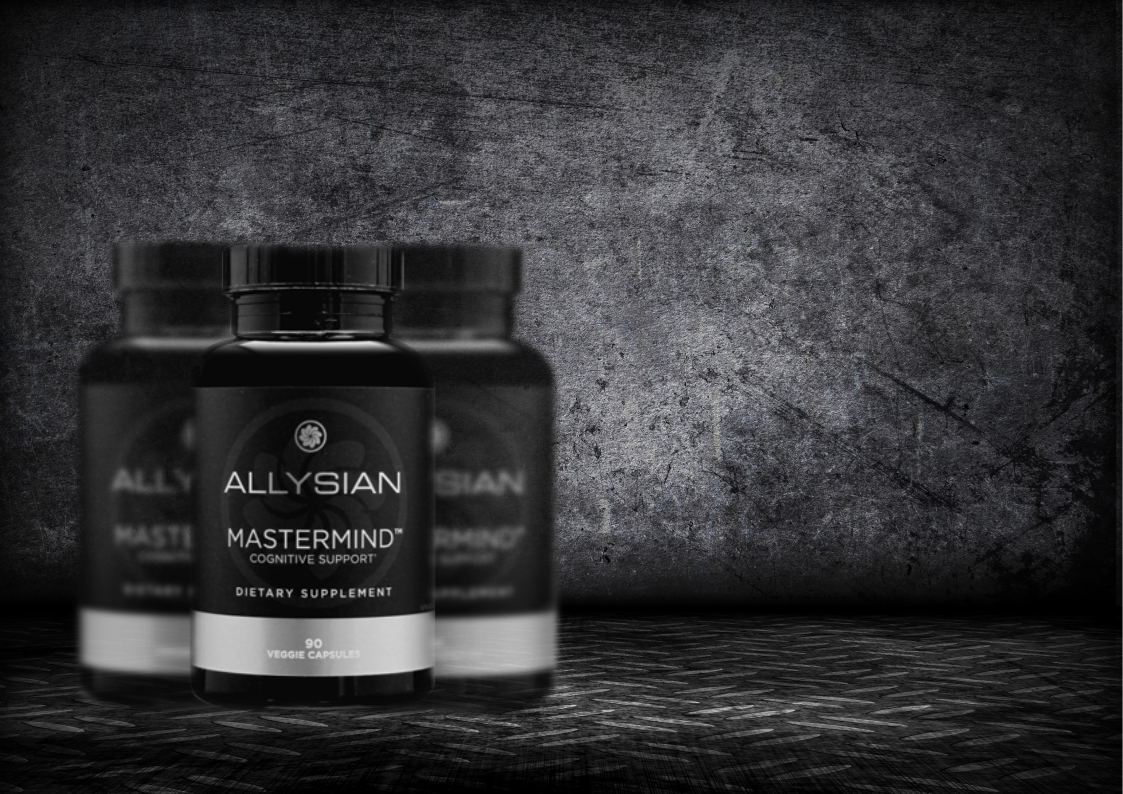 ALLYSIAN
MASTERMIND™
COGNITIVE SUPPORT†
DIETARY SUPPLEMENT
90
VEGGIE CAPSULES